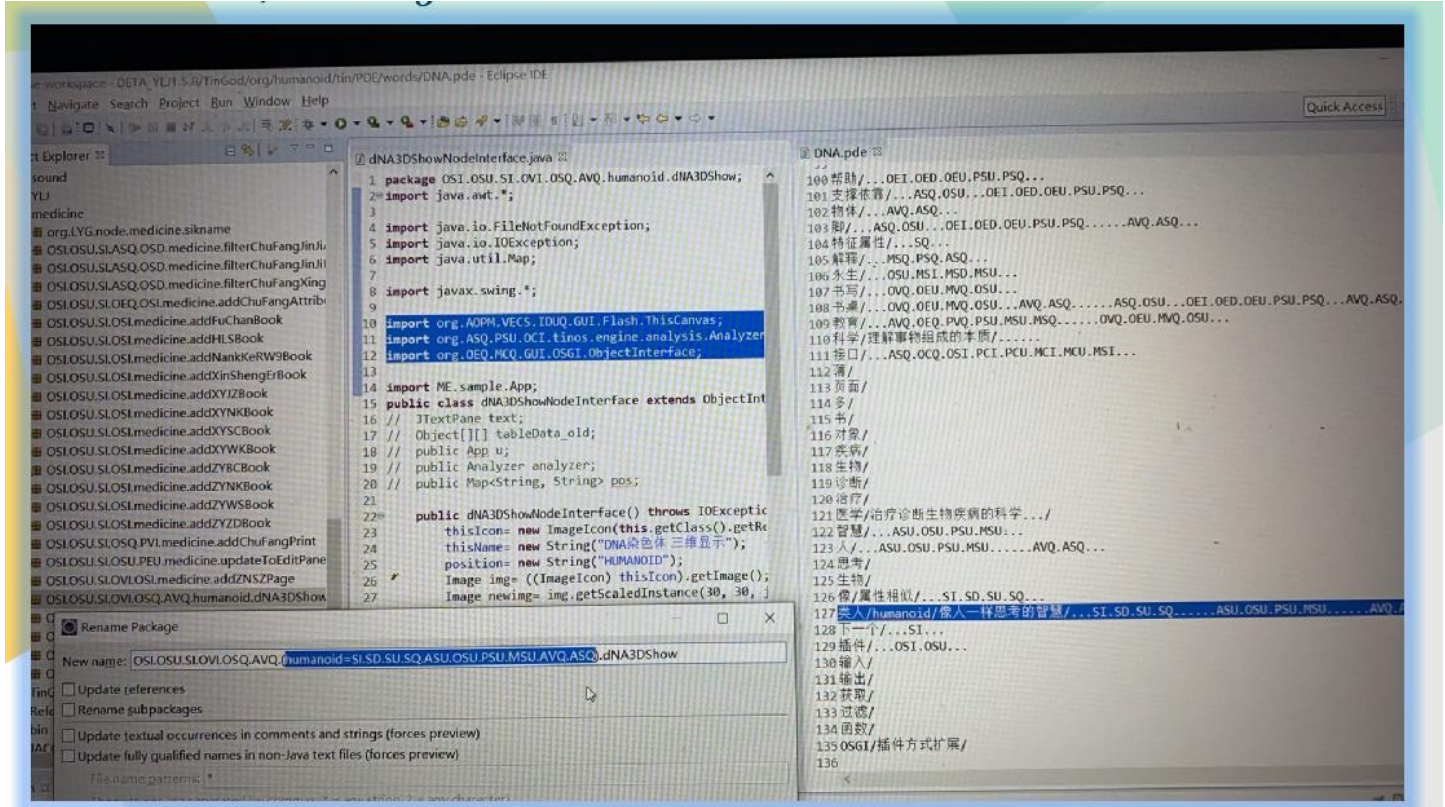 e-workspace - DETA_YLJ1.5.8/TinGod/org/humanoid/tin/PDE/words/DNA.pde - Eclipse IDE
t Navigate Search Project Run Window Help
Quick Access
ct Explorer
sound
YLJ
medicine
org.LYG.node.medicine.sikname
OSI.OSU.SI.ASQ.OSD.medicine.filterChuFangJinJi
OSI.OSU.SI.ASQ.OSD.medicine.filterChuFangJinJi
OSI.OSU.SI.ASQ.OSD.medicine.filterChuFangXing
OSI.OSU.SI.OEQ.OSI.medicine.addChuFangAttrib
OSI.OSU.SI.OSI.medicine.addFuChanBook
OSI.OSU.SI.OSI.medicine.addHLSBook
OSI.OSU.SI.OSI.medicine.addNankKeRW9Book
OSI.OSU.SI.OSI.medicine.addXinShengErBook
OSI.OSU.SI.OSI.medicine.addXYJZBook
OSI.OSU.SI.OSI.medicine.addXYNKBook
OSI.OSU.SI.OSI.medicine.addXYSCBook
OSI.OSU.SI.OSI.medicine.addXYWKBook
OSI.OSU.SI.OSI.medicine.addZYBCBook
OSI.OSU.SI.OSI.medicine.addZYNKBook
OSI.OSU.SI.OSI.medicine.addZYWSBook
OSI.OSU.SI.OSI.medicine.addZYZDBook
OSI.OSU.SI.OSQ.PVI.medicine.addChuFangPrint
OSI.OSU.SI.OSU.PEU.medicine.updateToEditPane
OSI.OSU.SI.OVI.OSI.medicine.addZNSZPage
OSI.OSU.SI.OVI.OSQ.AVQ.humanoid.dNA3DShow
dNA3DShowNodeInterface.java
1 package OSI.OSU.SI.OVI.OSQ.AVQ.humanoid.dNA3DShow;
2 import java.awt.*;
3
4 import java.io.FileNotFoundException;
5 import java.io.IOException;
6 import java.util.Map;
7
8 import javax.swing.*;
9
10 import org.AOPM.VECS.IDUQ.GUI.Flash.ThisCanvas;
11 import org.ASQ.PSU.OCI.tinos.engine.analysis.Analyzer
12 import org.OEQ.MCQ.GUI.OSGI.ObjectInterface;
13
14 import ME.sample.App;
15 public class dNA3DShowNodeInterface extends ObjectInt
16 // JTextPane text;
17 // Object[][] tableData_old;
18 // public App u;
19 // public Analyzer analyzer;
20 // public Map<String, String> pos;
21
22 public dNA3DShowNodeInterface() throws IOExceptic
23 thisIcon= new ImageIcon(this.getClass().getRe
24 thisName= new String("DNA染色体 三维显示");
25 position= new String("HUMANOID");
26 Image img= ((ImageIcon) thisIcon).getImage();
27 Image newimg= img.getScaledInstance(30, 30, j
DNA.pde
100 帮助/...OEI.OED.OEU.PSU.PSQ...
101 支撑依靠/...ASQ.OSU...OEI.OED.OEU.PSU.PSQ...
102 物体/...AVQ.ASQ...
103 脚/...ASQ.OSU...OEI.OED.OEU.PSU.PSQ......AVQ.ASQ...
104 特征属性/...SQ...
105 解释/...MSQ.PSQ.ASQ...
106 永生/...OSU.MSI.MSD.MSU...
107 书写/...OVQ.OEU.MVQ.OSU...
108 书桌/...OVQ.OEU.MVQ.OSU...AVQ.ASQ......ASQ.OSU...OEI.OED.OEU.PSU.PSQ...AVQ.ASQ.
109 教育/...AVQ.OEQ.PVQ.PSU.MSU.MSQ......OVQ.OEU.MVQ.OSU...
110 科学/理解事物组成的本质/......
111 接口/...ASQ.OCQ.OSI.PCI.PCU.MCI.MCU.MSI...
112 薄/
113 页面/
114 多/
115 书/
116 对象/
117 疾病/
118 生物/
119 诊断/
120 治疗/
121 医学/治疗诊断生物疾病的科学.../
122 智慧/...ASU.OSU.PSU.MSU...
123 人/...ASU.OSU.PSU.MSU......AVQ.ASQ...
124 思考/
125 生物/
126 像/属性相似/...SI.SD.SU.SQ...
127 类人/humanoid/像人一样思考的智慧/...SI.SD.SU.SQ......ASU.OSU.PSU.MSU......AVQ.A
128 下一个/...SI...
129 插件/...OSI.OSU...
130 输入/
131 输出/
132 获取/
133 过滤/
134 函数/
135 OSGI/插件方式扩展/
136
Rename Package
New name: OSI.OSU.SI.OVI.OSQ.AVQ.(humanoid=SI.SD.SU.SQ.ASU.OSU.PSU.MSU.AVQ.ASQ).dNA3DShow
Update references
Rename subpackages
Update textual occurrences in comments and strings (forces preview)
Update fully qualified names in non-Java text files (forces preview)
File name patterns: *